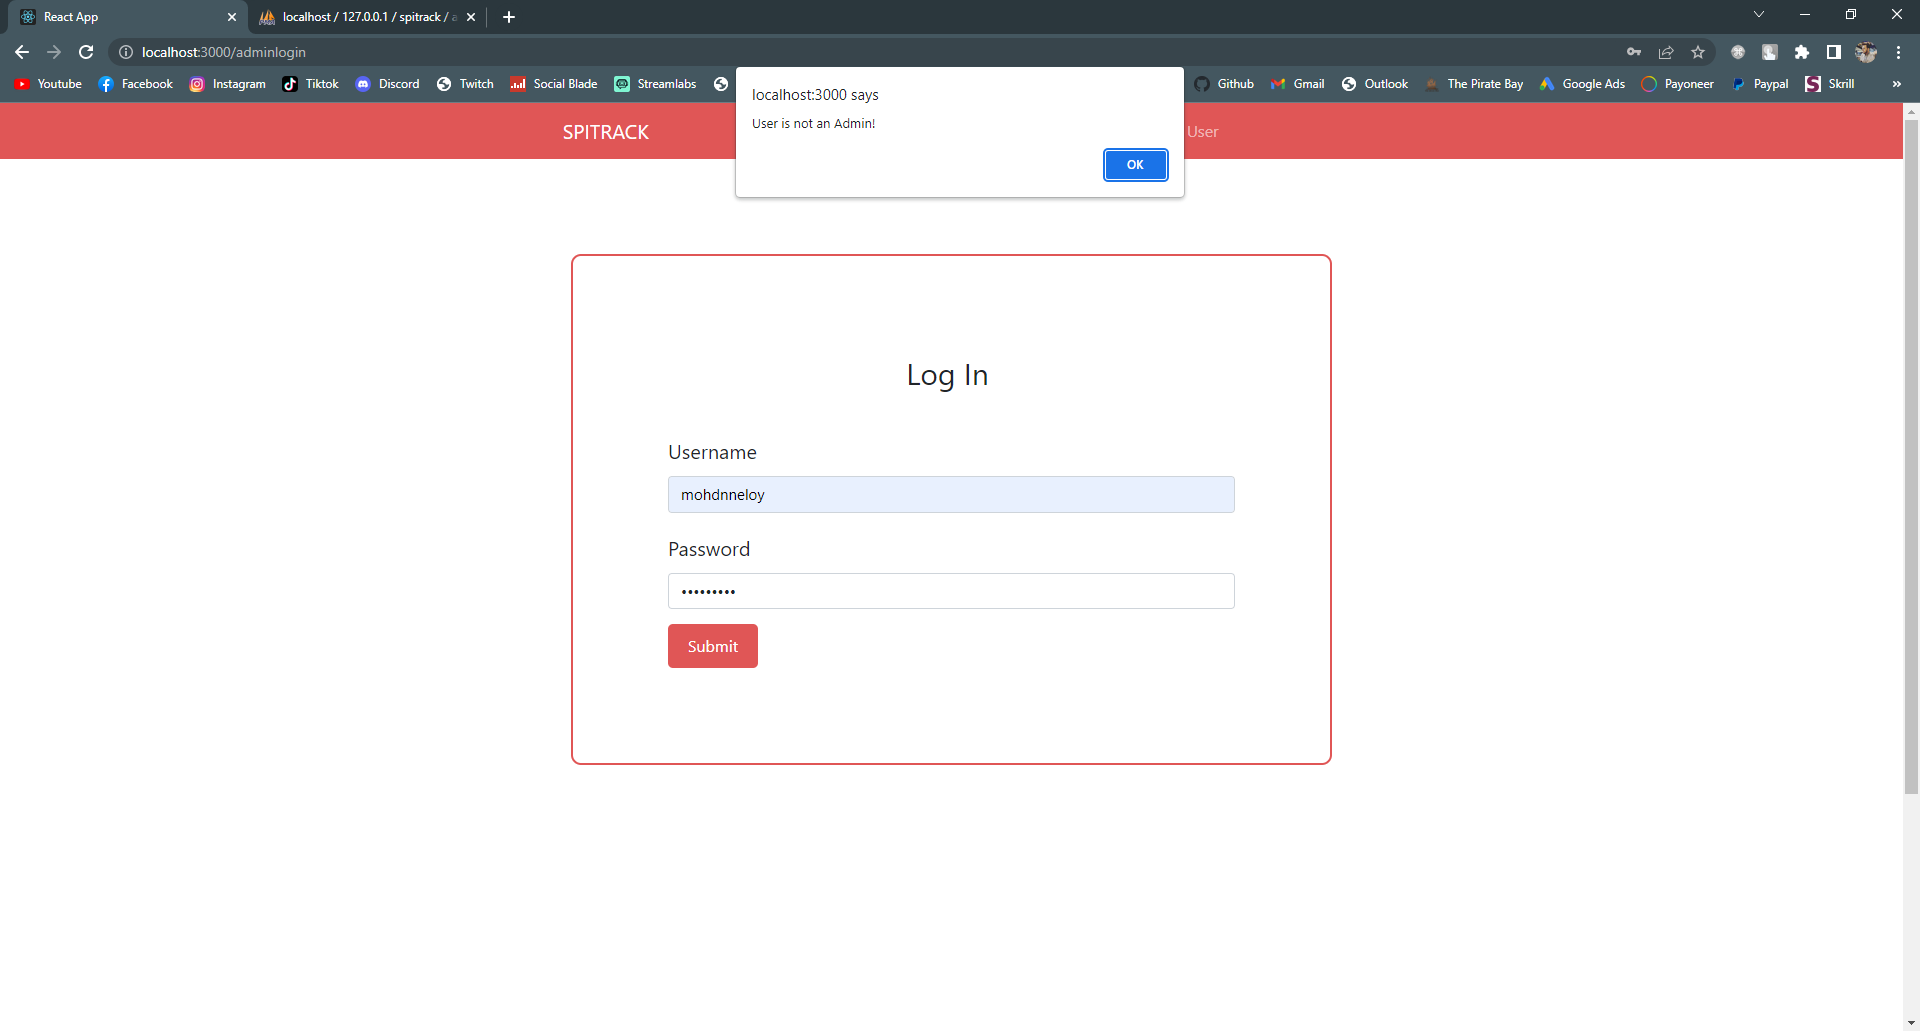 React App
localhost / 127.0.0.1 / spitrack / a
localhost:3000/adminlogin
Youtube Facebook Instagram Tiktok Discord Twitch Social Blade Streamlabs Github Gmail Outlook The Pirate Bay Google Ads Payoneer Paypal Skrill »
localhost:3000 says
User is not an Admin!
OK
SPITRACK User
Log In
Username
mohdnneloy
Password
•••••••••
Submit